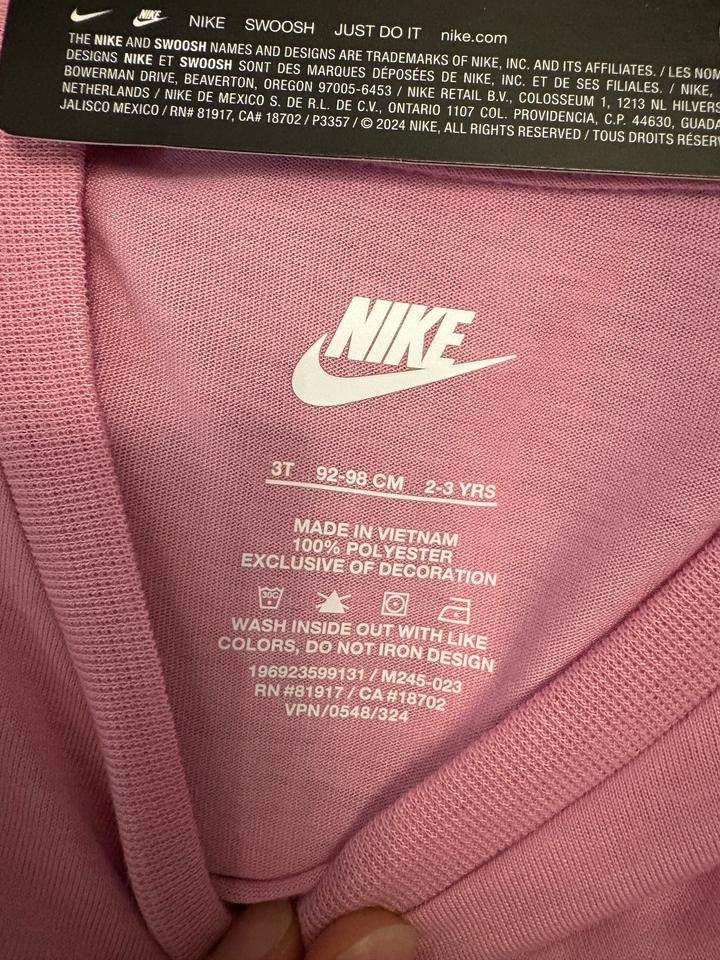 NIKE NIKE SWOOSH JUST DO IT nike.com
THE NIKE AND SWOOSH NAMES AND DESIGNS ARE TRADEMARKS OF NIKE, INC. AND ITS AFFILIATES. / LES
DESIGNS NIKE ET SWOOSH SONT DES MARQUES DÉPOSÉES DE NIKE, INC. ET DE SES FILIALES. / NIKE,
BOWERMAN DRIVE, BEAVERTON, OREGON 97005-6453 / NIKE RETAIL B.V., COLOSSEUM 1, 1213 NL
NETHERLANDS / NIKE DE MEXICO S. DE R.L. DE C.V., ONTARIO 1107 COL. PROVIDENCIA, C.P. 44630,
JALISCO MEXICO / RN# 81917, CA# 18702 / P3357 / © 2024 NIKE, ALL RIGHTS RESERVED / TOUS DROITS
NIKE
3T 92-98 CM 2-3 YRS
MADE IN VIETNAM
100% POLYESTER
EXCLUSIVE OF DECORATION
30C
WASH INSIDE OUT WITH LIKE
COLORS, DO NOT IRON DESIGN
196923599131 / M245-023
RN #81917 / CA #18702
VPN/0548/324